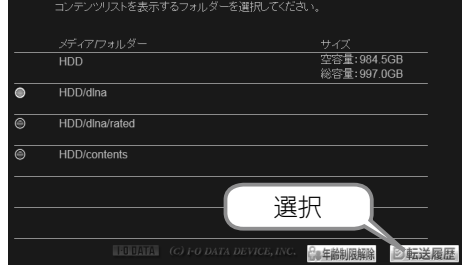 コンテンツリストを表示するフォルダーを選択してください。
メディア/フォルダー サイズ
HDD 空容量:984.5GB
総容量:997.0GB
HDD/dlna
HDD/dlna/rated
HDD/contents
選択
I-O DATA (C) I-O DATA DEVICE, INC. 年齢制限解除 転送履歴